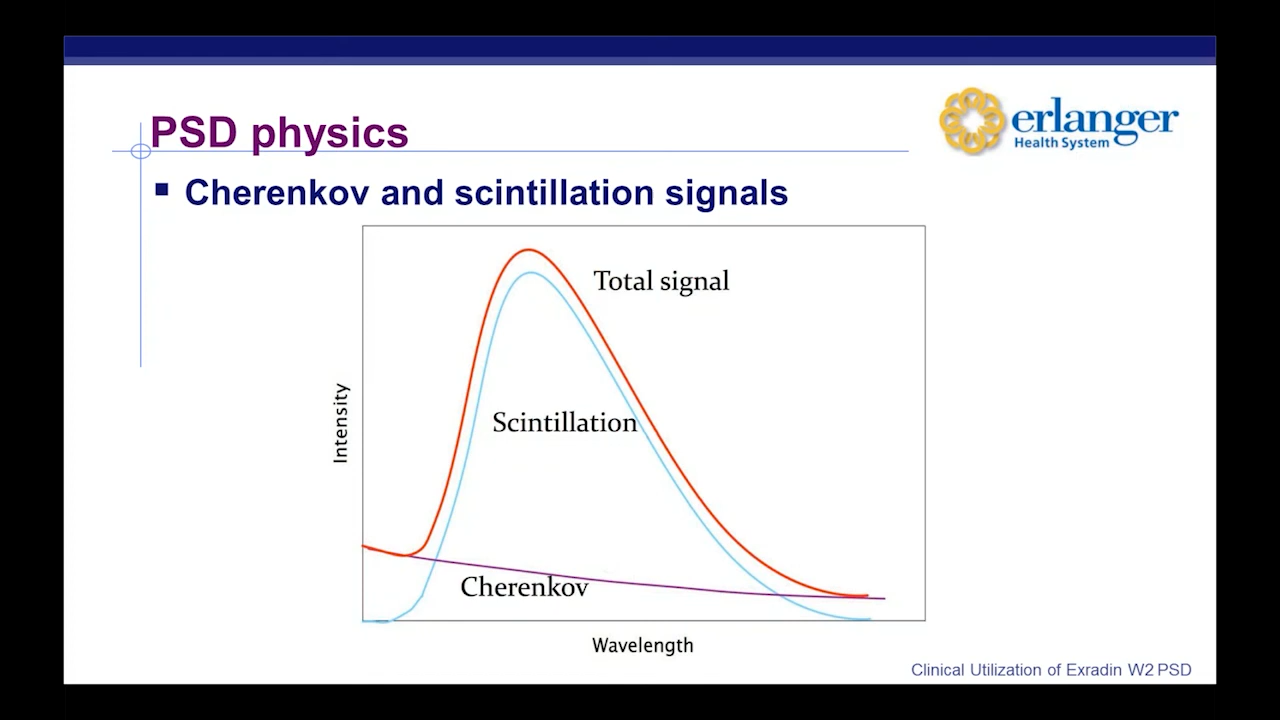 PSD physics
erlanger
Health System
Cherenkov and scintillation signals
Total signal
Scintillation
Cherenkov
Intensity
Wavelength
Clinical Utilization of Exradin W2 PSD